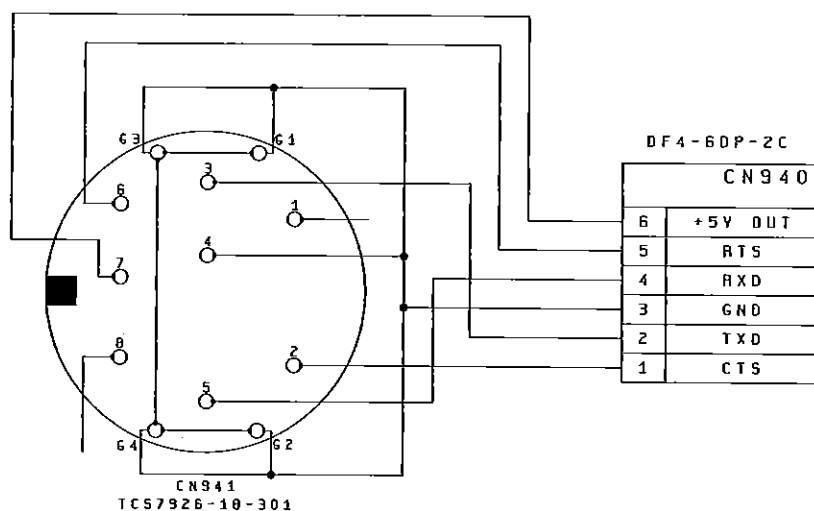 G3
G1
DF4-6DP-2C
3
CN940
6
1
6
+5V OUT
4
5
RTS
7
4
RXD
3
GND
8
2
2
TXD
5
1
CTS
G4
G2
CN941
TCS7926-18-301